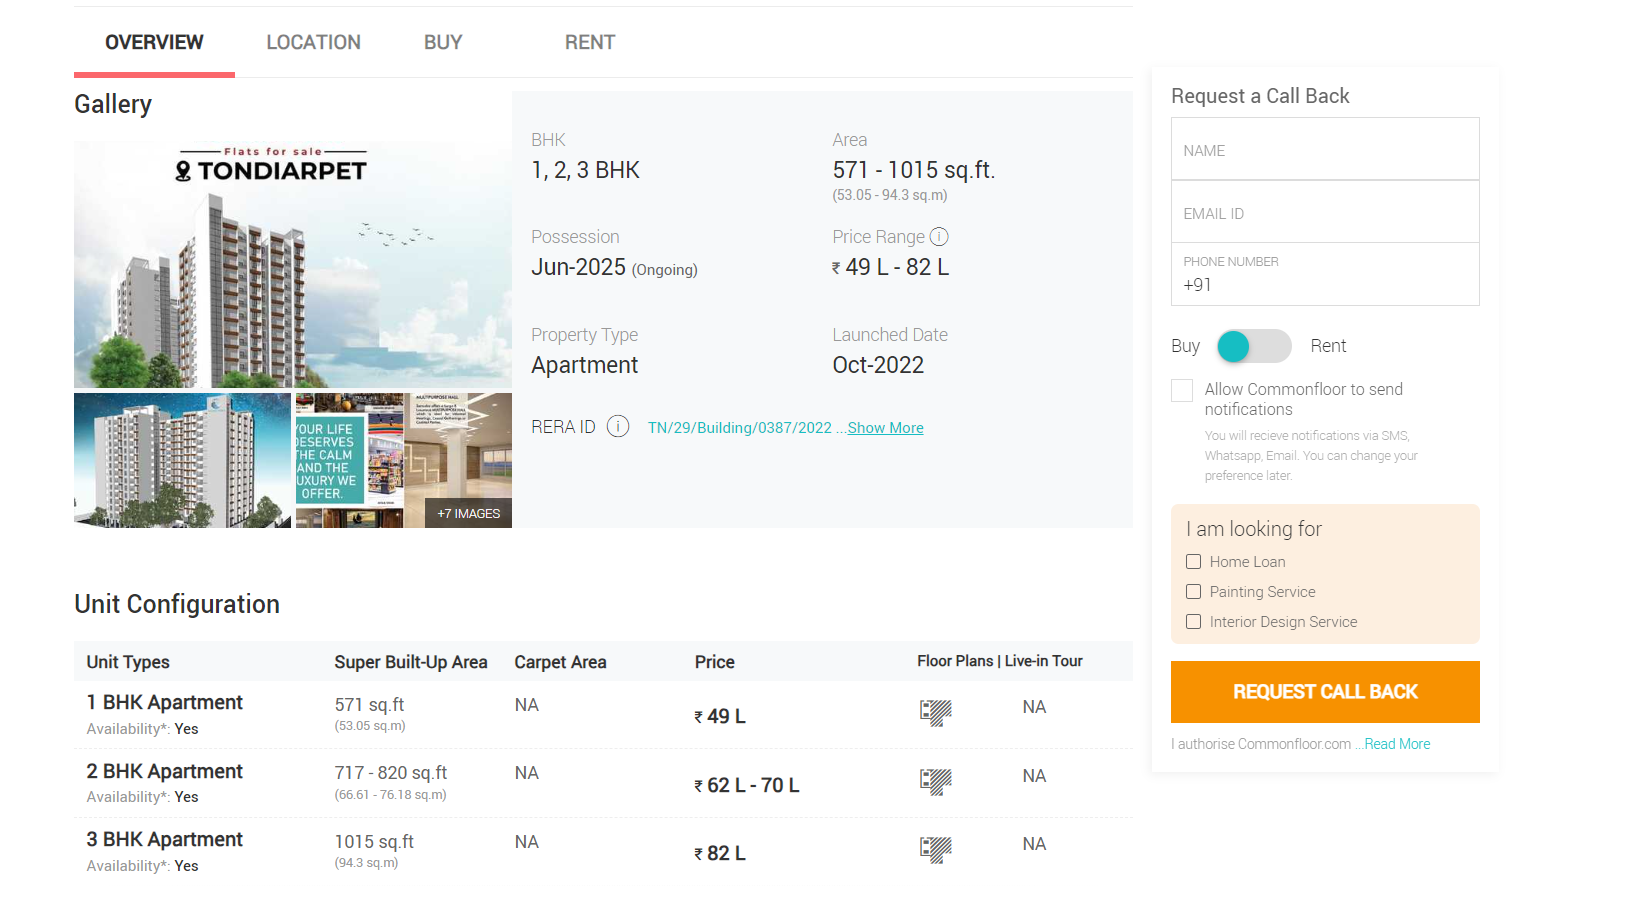 OVERVIEW LOCATION BUY RENT
Gallery
Flats for sale
TONDIARPET
YOUR LIFE
DESERVES
THE CALM
AND THE
LUXURY WE
OFFER.
MULTIPURPOSE HALL
+7 IMAGES
BHK
1, 2, 3 BHK
Area
571 - 1015 sq.ft.
(53.05 - 94.3 sq.m)
Possession
Jun-2025 (Ongoing)
Price Range i
₹ 49 L - 82 L
Property Type
Apartment
Launched Date
Oct-2022
RERA ID i TN/29/Building/0387/2022 ...Show More
Unit Configuration
Unit Types Super Built-Up Area Carpet Area Price Floor Plans | Live-in Tour
1 BHK Apartment 571 sq.ft NA ₹ 49 L NA
Availability*: Yes (53.05 sq.m)
2 BHK Apartment 717 - 820 sq.ft NA ₹ 62 L - 70 L NA
Availability*: Yes (66.61 - 76.18 sq.m)
3 BHK Apartment 1015 sq.ft NA ₹ 82 L NA
Availability*: Yes (94.3 sq.m)
Request a Call Back
NAME
EMAIL ID
PHONE NUMBER
+91
Buy Rent
Allow Commonfloor to send
notifications
You will recieve notifications via SMS,
Whatsapp, Email. You can change your
preference later.
I am looking for
Home Loan
Painting Service
Interior Design Service
REQUEST CALL BACK
I authorise Commonfloor.com ...Read More